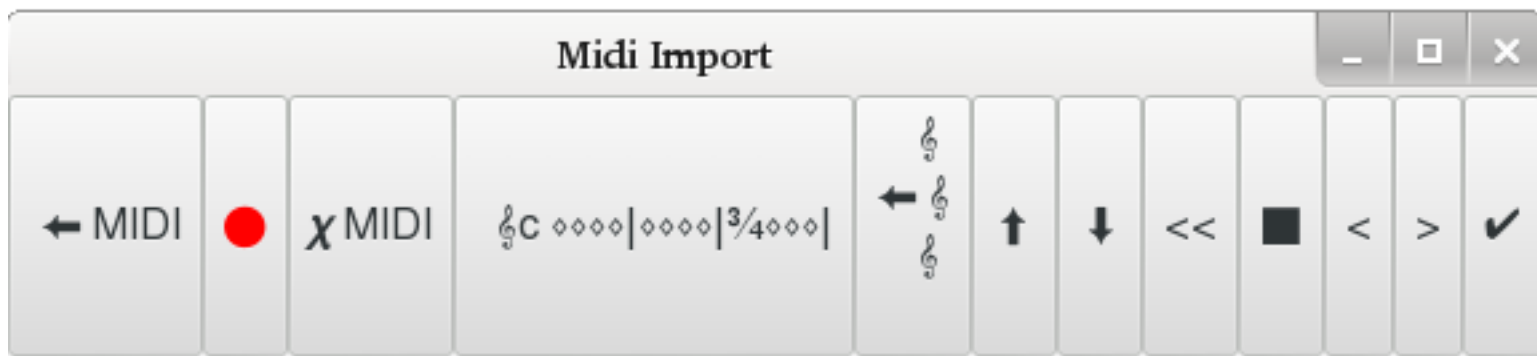 Midi Import
← MIDI
χ MIDI
𝄞c ⋄⋄⋄⋄|⋄⋄⋄⋄|¾⋄⋄⋄|
<<
<
>